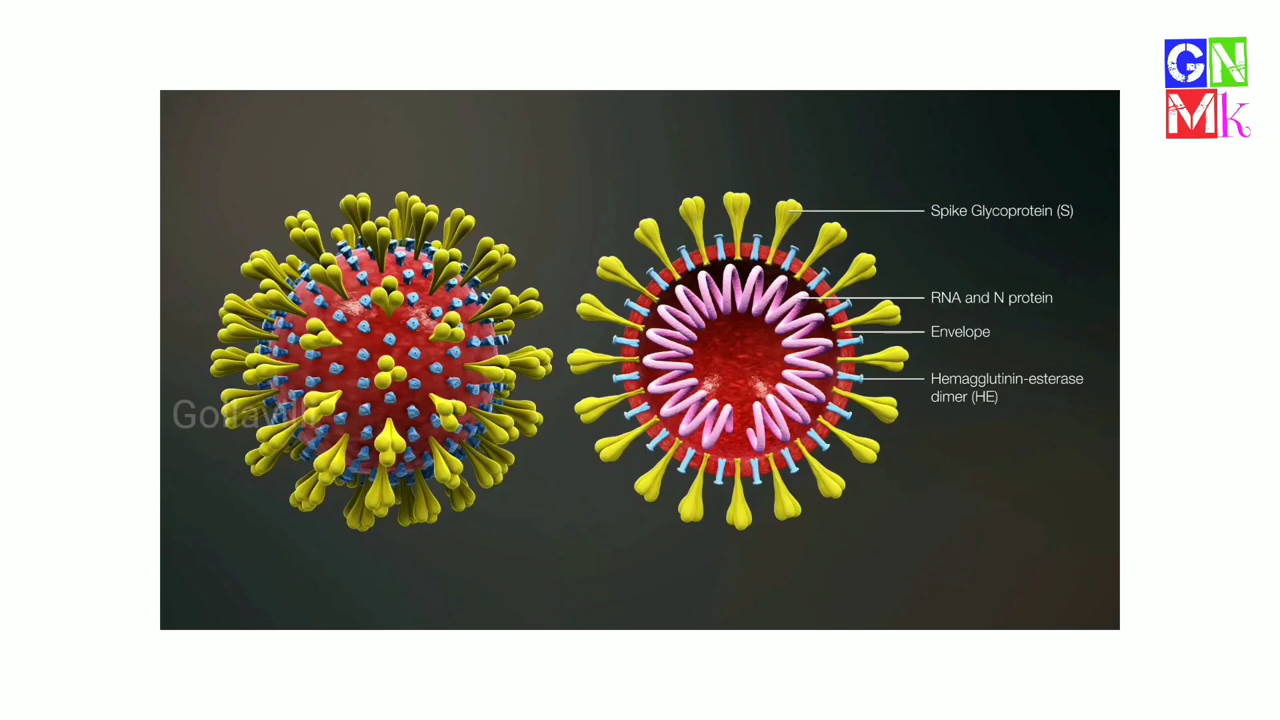 GN
Mk
Spike Glycoprotein (S)
RNA and N protein
Envelope
Hemagglutinin-esterase
dimer (HE)